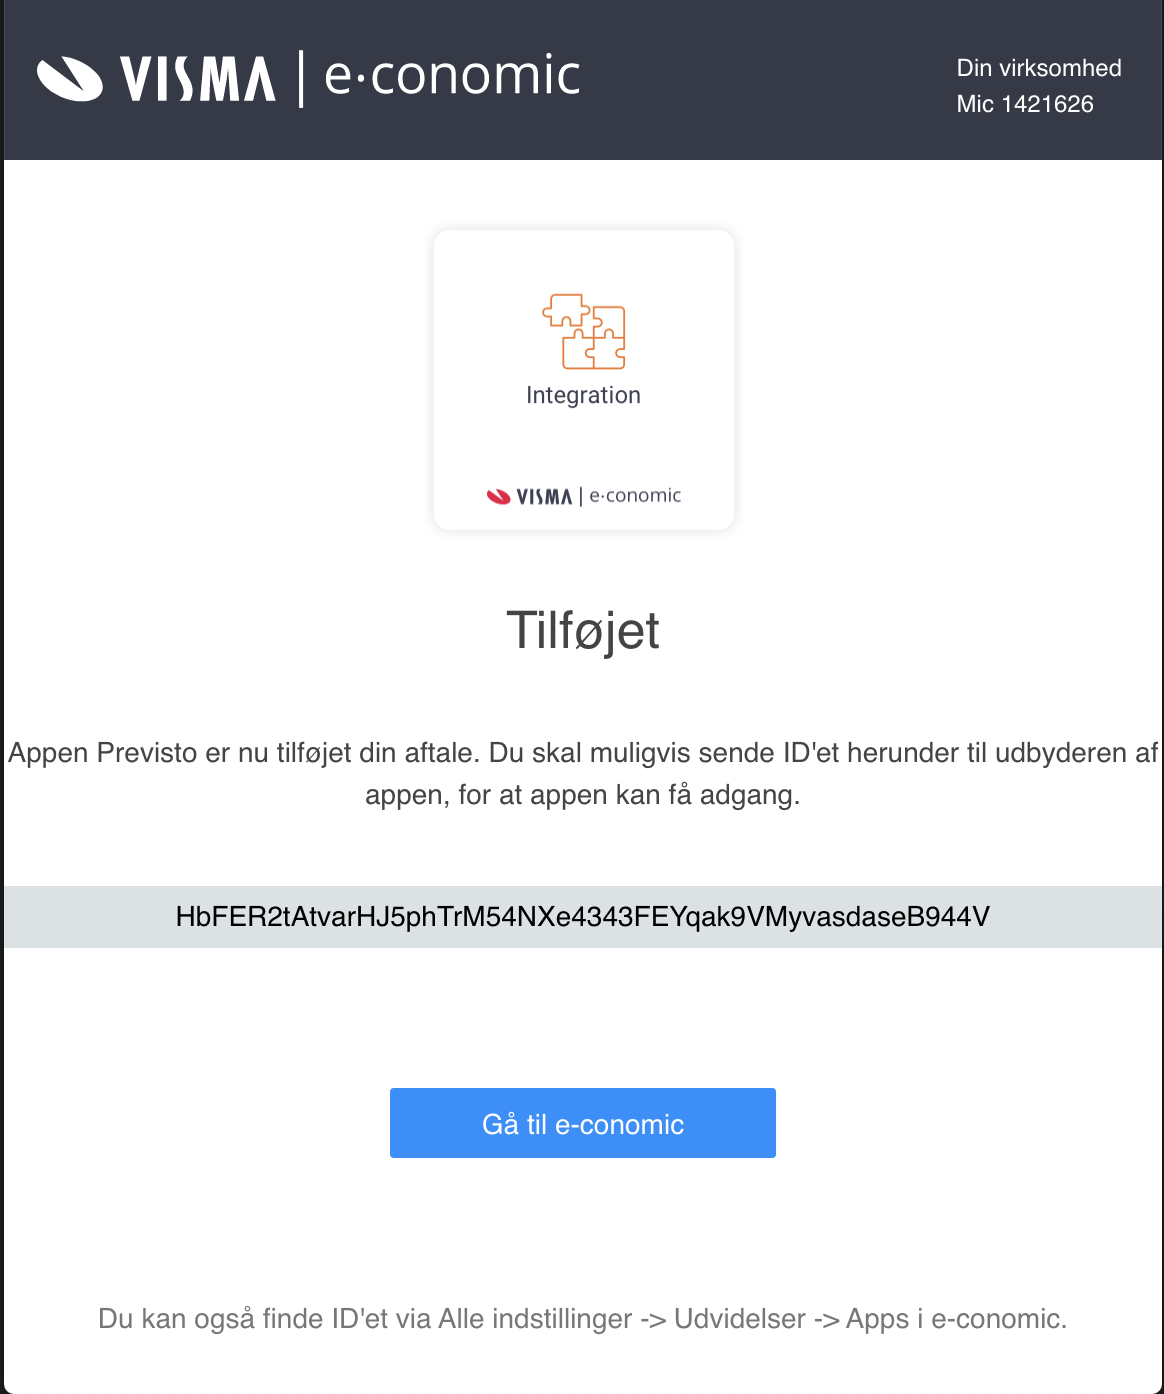 VISMA | e·conomic
Din virksomhed
Mic 1421626
Integration
VISMA | e·conomic
Tilføjet
Appen Previsto er nu tilføjet din aftale. Du skal muligvis sende ID'et herunder til udbyderen af
appen, for at appen kan få adgang.
HbFER2tAtvarHJ5phTrM54NXe4343FEYqak9VMyvasdaseB944V
Gå til e-conomic
Du kan også finde ID'et via Alle indstillinger -> Udvidelser -> Apps i e-conomic.